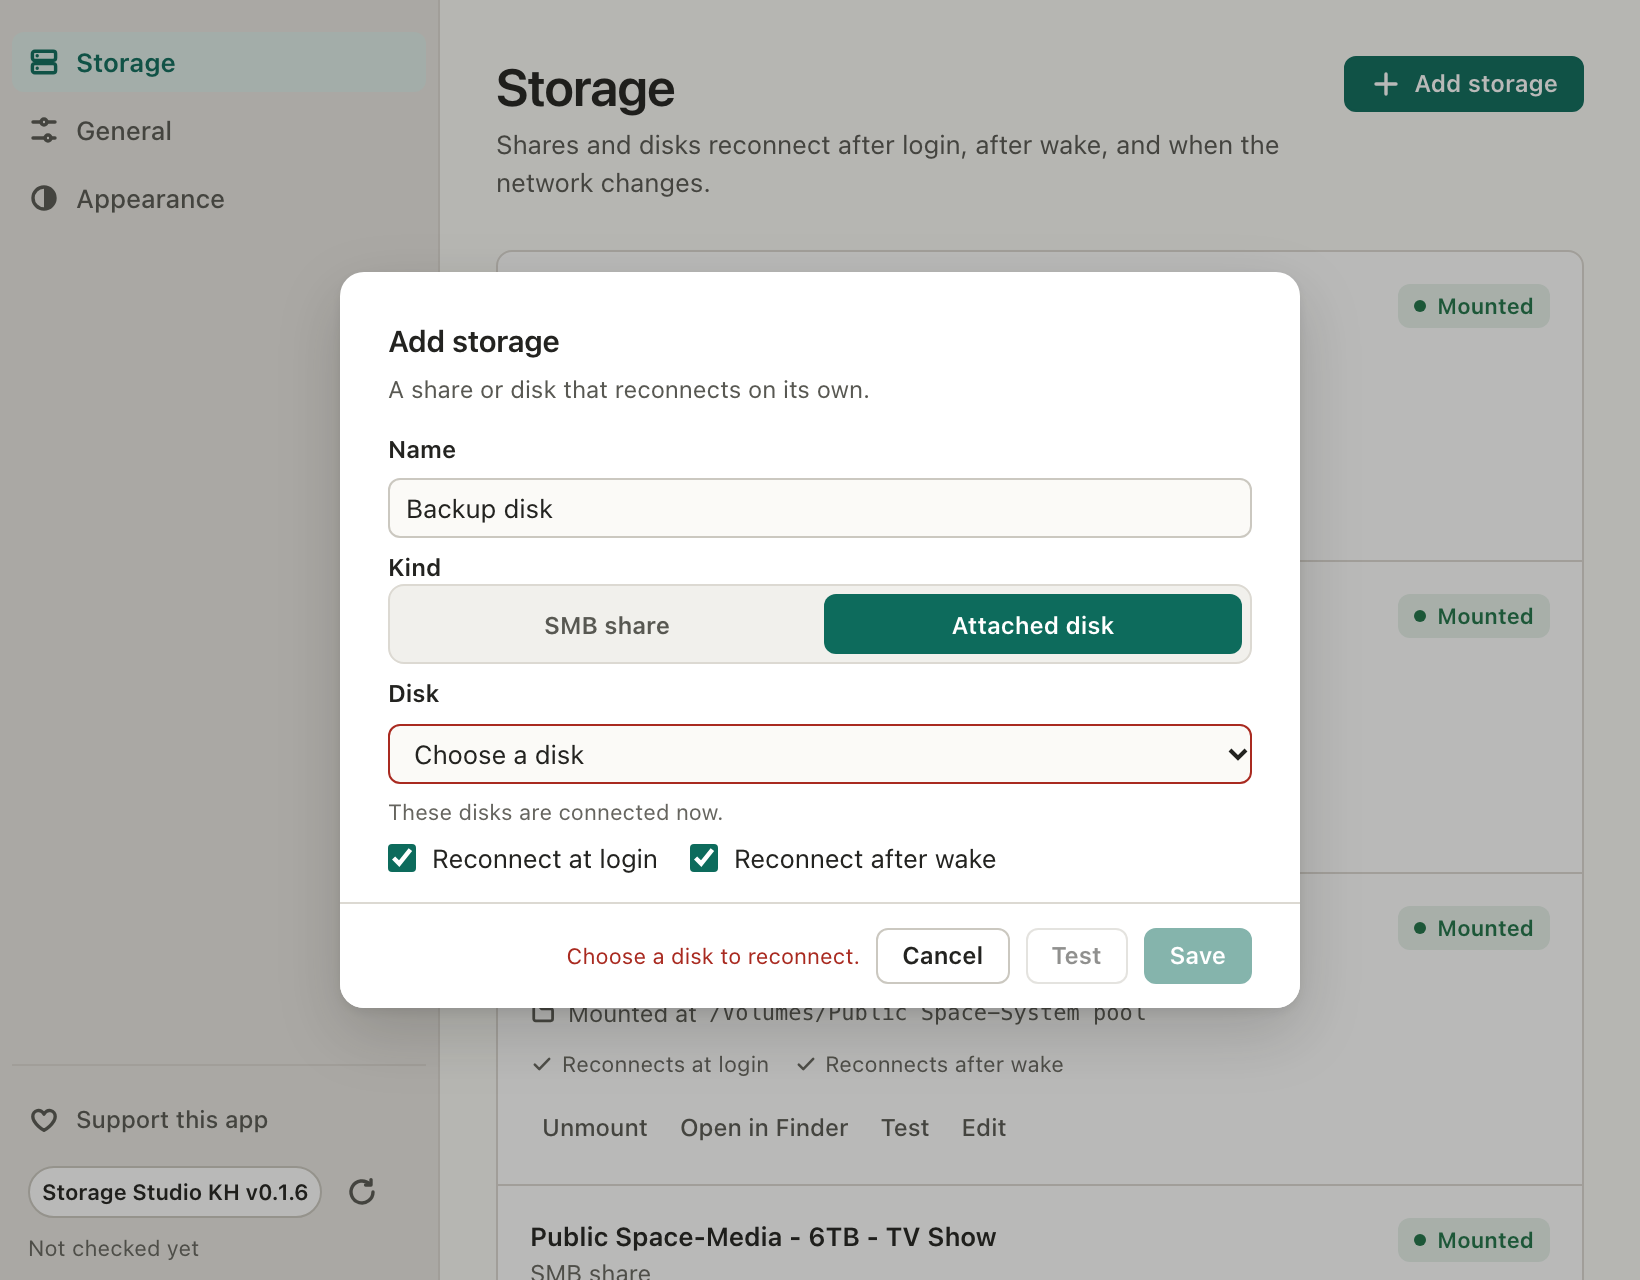 Storage
General
Appearance
Support this app
Storage Studio KH v0.1.6
Not checked yet
Storage
Add storage
Shares and disks reconnect after login, after wake, and when the
network changes.
Mounted
Mounted
Mounted
Add storage
A share or disk that reconnects on its own.
Name
Backup disk
Kind
SMB share
Attached disk
Disk
Choose a disk
These disks are connected now.
Reconnect at login
Reconnect after wake
Choose a disk to reconnect.
Cancel
Test
Save
Mounted at /Volumes/Public Space-System pool
Reconnects at login
Reconnects after wake
Unmount
Open in Finder
Test
Edit
Public Space-Media - 6TB - TV Show
Mounted
SMB share